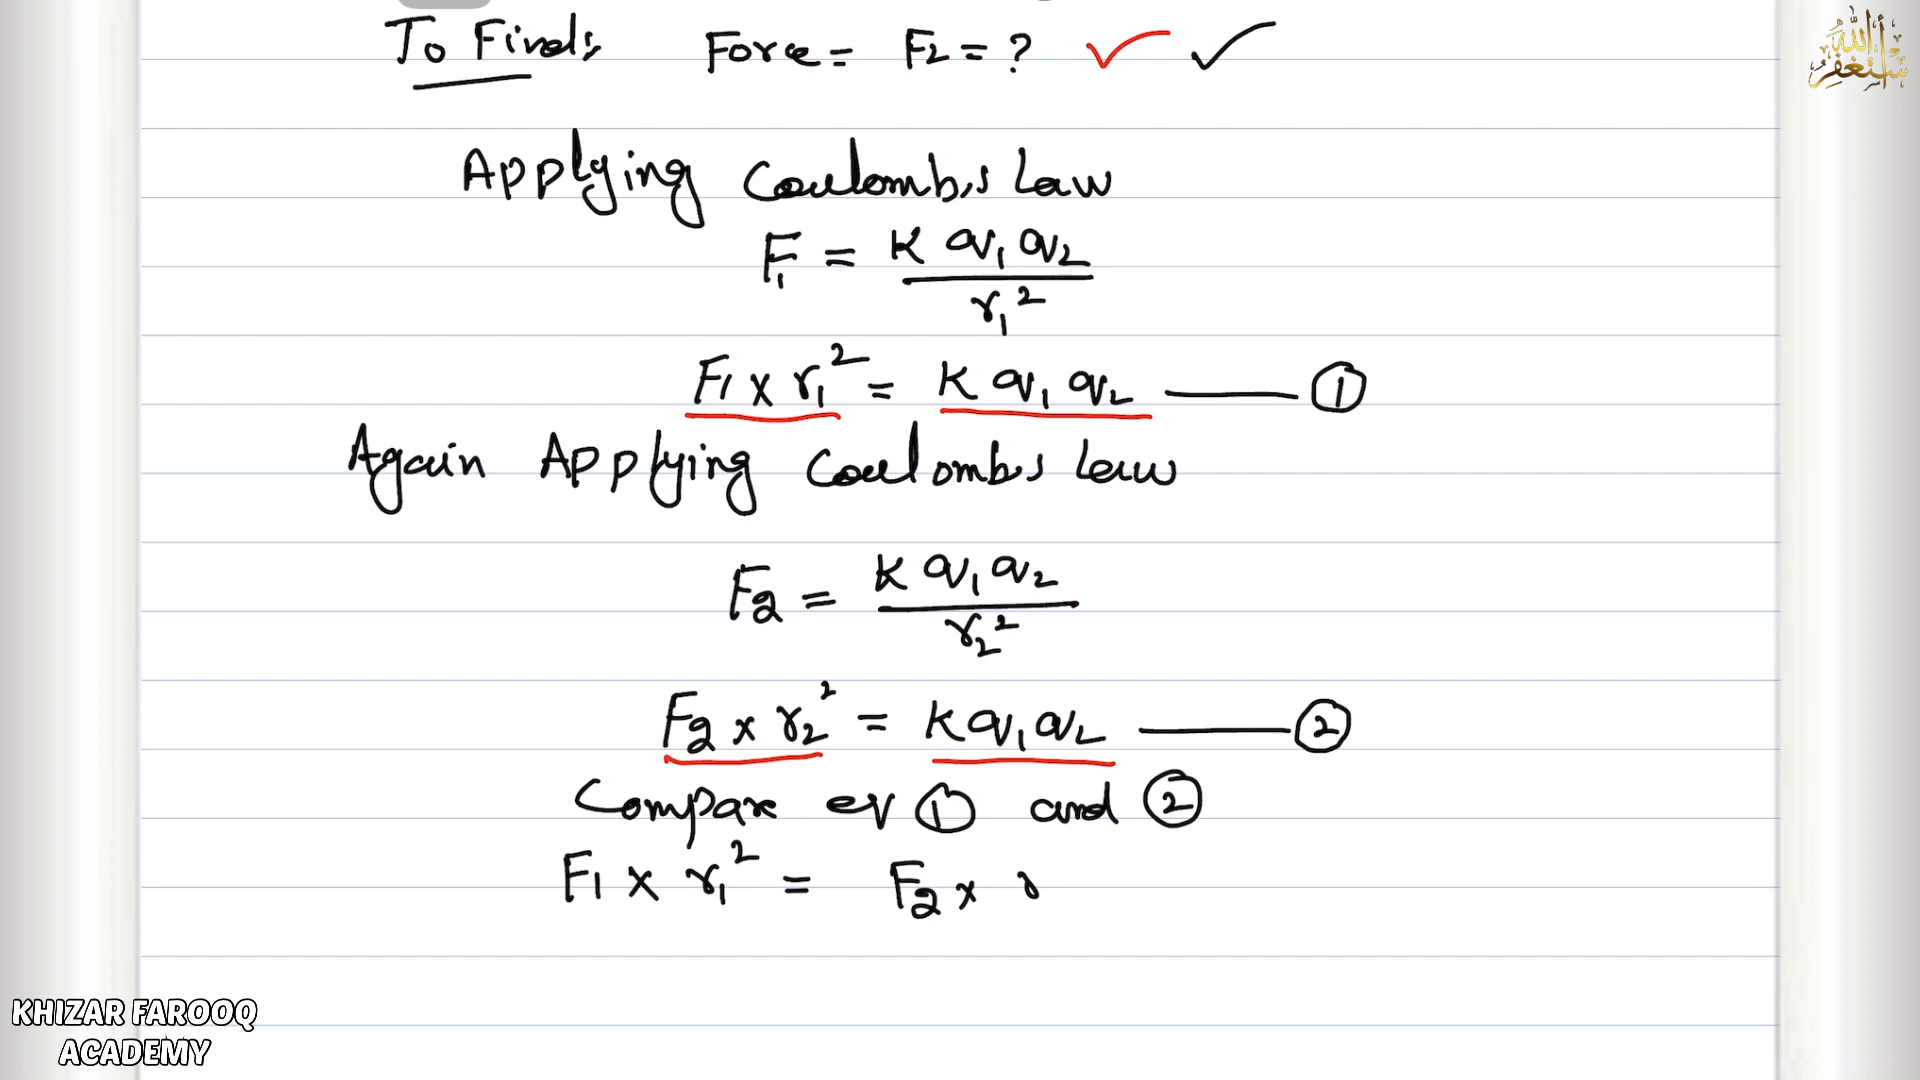 To Find:   Force =   F2 = ? ✓ ✓
أستغفر الله
Applying Coulomb,s Law
F1 = K q1 q2 / r1²
F1 x r1² = K q1 q2 ——— ①
Again Applying Coulomb,s Law
F2 = K q1 q2 / r2²
F2 x r2² = K q1 q2 ——— ②
Compare eq ① and ②
F1 x r1² = F2 x
KHIZAR FAROOQ
ACADEMY